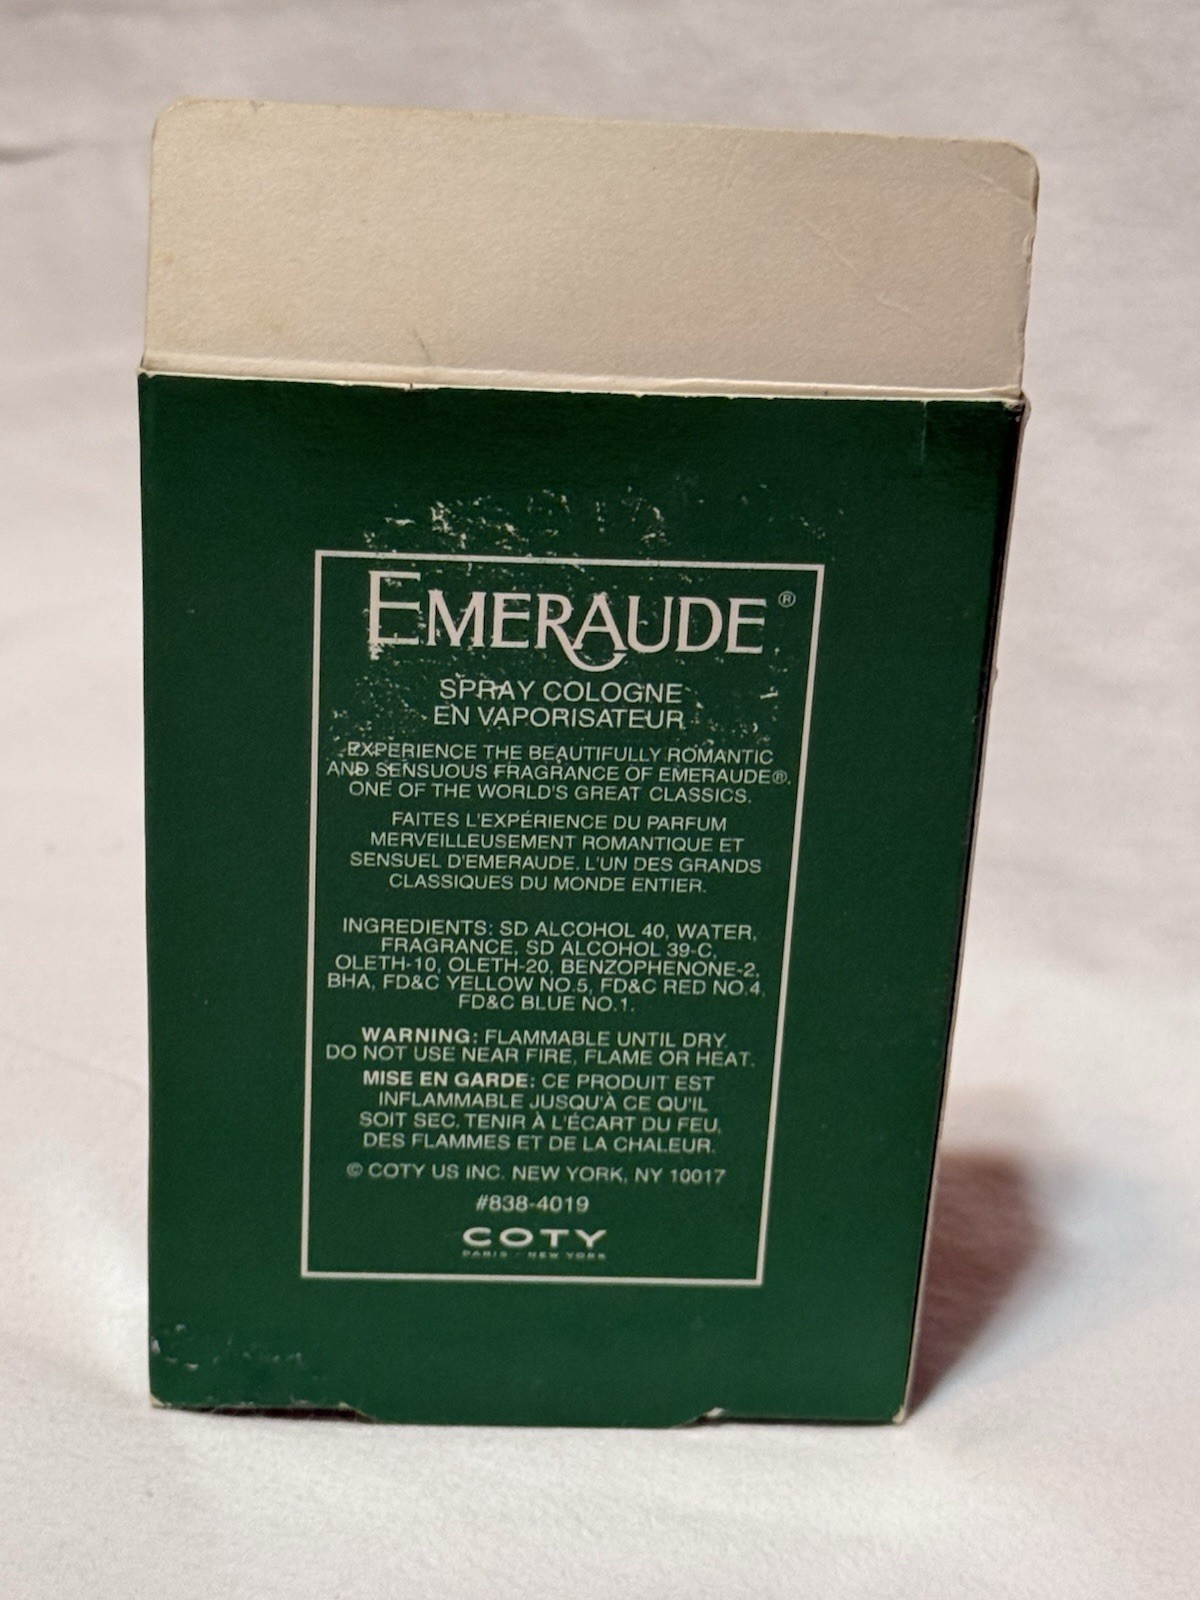 EMERAUDE®
SPRAY COLOGNE
EN VAPORISATEUR
EXPERIENCE THE BEAUTIFULLY ROMANTIC
AND SENSUOUS FRAGRANCE OF EMERAUDE®.
ONE OF THE WORLD'S GREAT CLASSICS.
FAITES L'EXPÉRIENCE DU PARFUM
MERVEILLEUSEMENT ROMANTIQUE ET
SENSUEL D'EMERAUDE. L'UN DES GRANDS
CLASSIQUES DU MONDE ENTIER.
INGREDIENTS: SD ALCOHOL 40, WATER,
FRAGRANCE, SD ALCOHOL 39-C,
OLETH-10, OLETH-20, BENZOPHENONE-2,
BHA, FD&C YELLOW NO.5, FD&C RED NO.4,
FD&C BLUE NO.1.
WARNING: FLAMMABLE UNTIL DRY.
DO NOT USE NEAR FIRE, FLAME OR HEAT.
MISE EN GARDE: CE PRODUIT EST
INFLAMMABLE JUSQU'À CE QU'IL
SOIT SEC. TENIR À L'ÉCART DU FEU,
DES FLAMMES ET DE LA CHALEUR.
© COTY US INC. NEW YORK, NY 10017
#838-4019
COTY
PARIS · NEW YORK